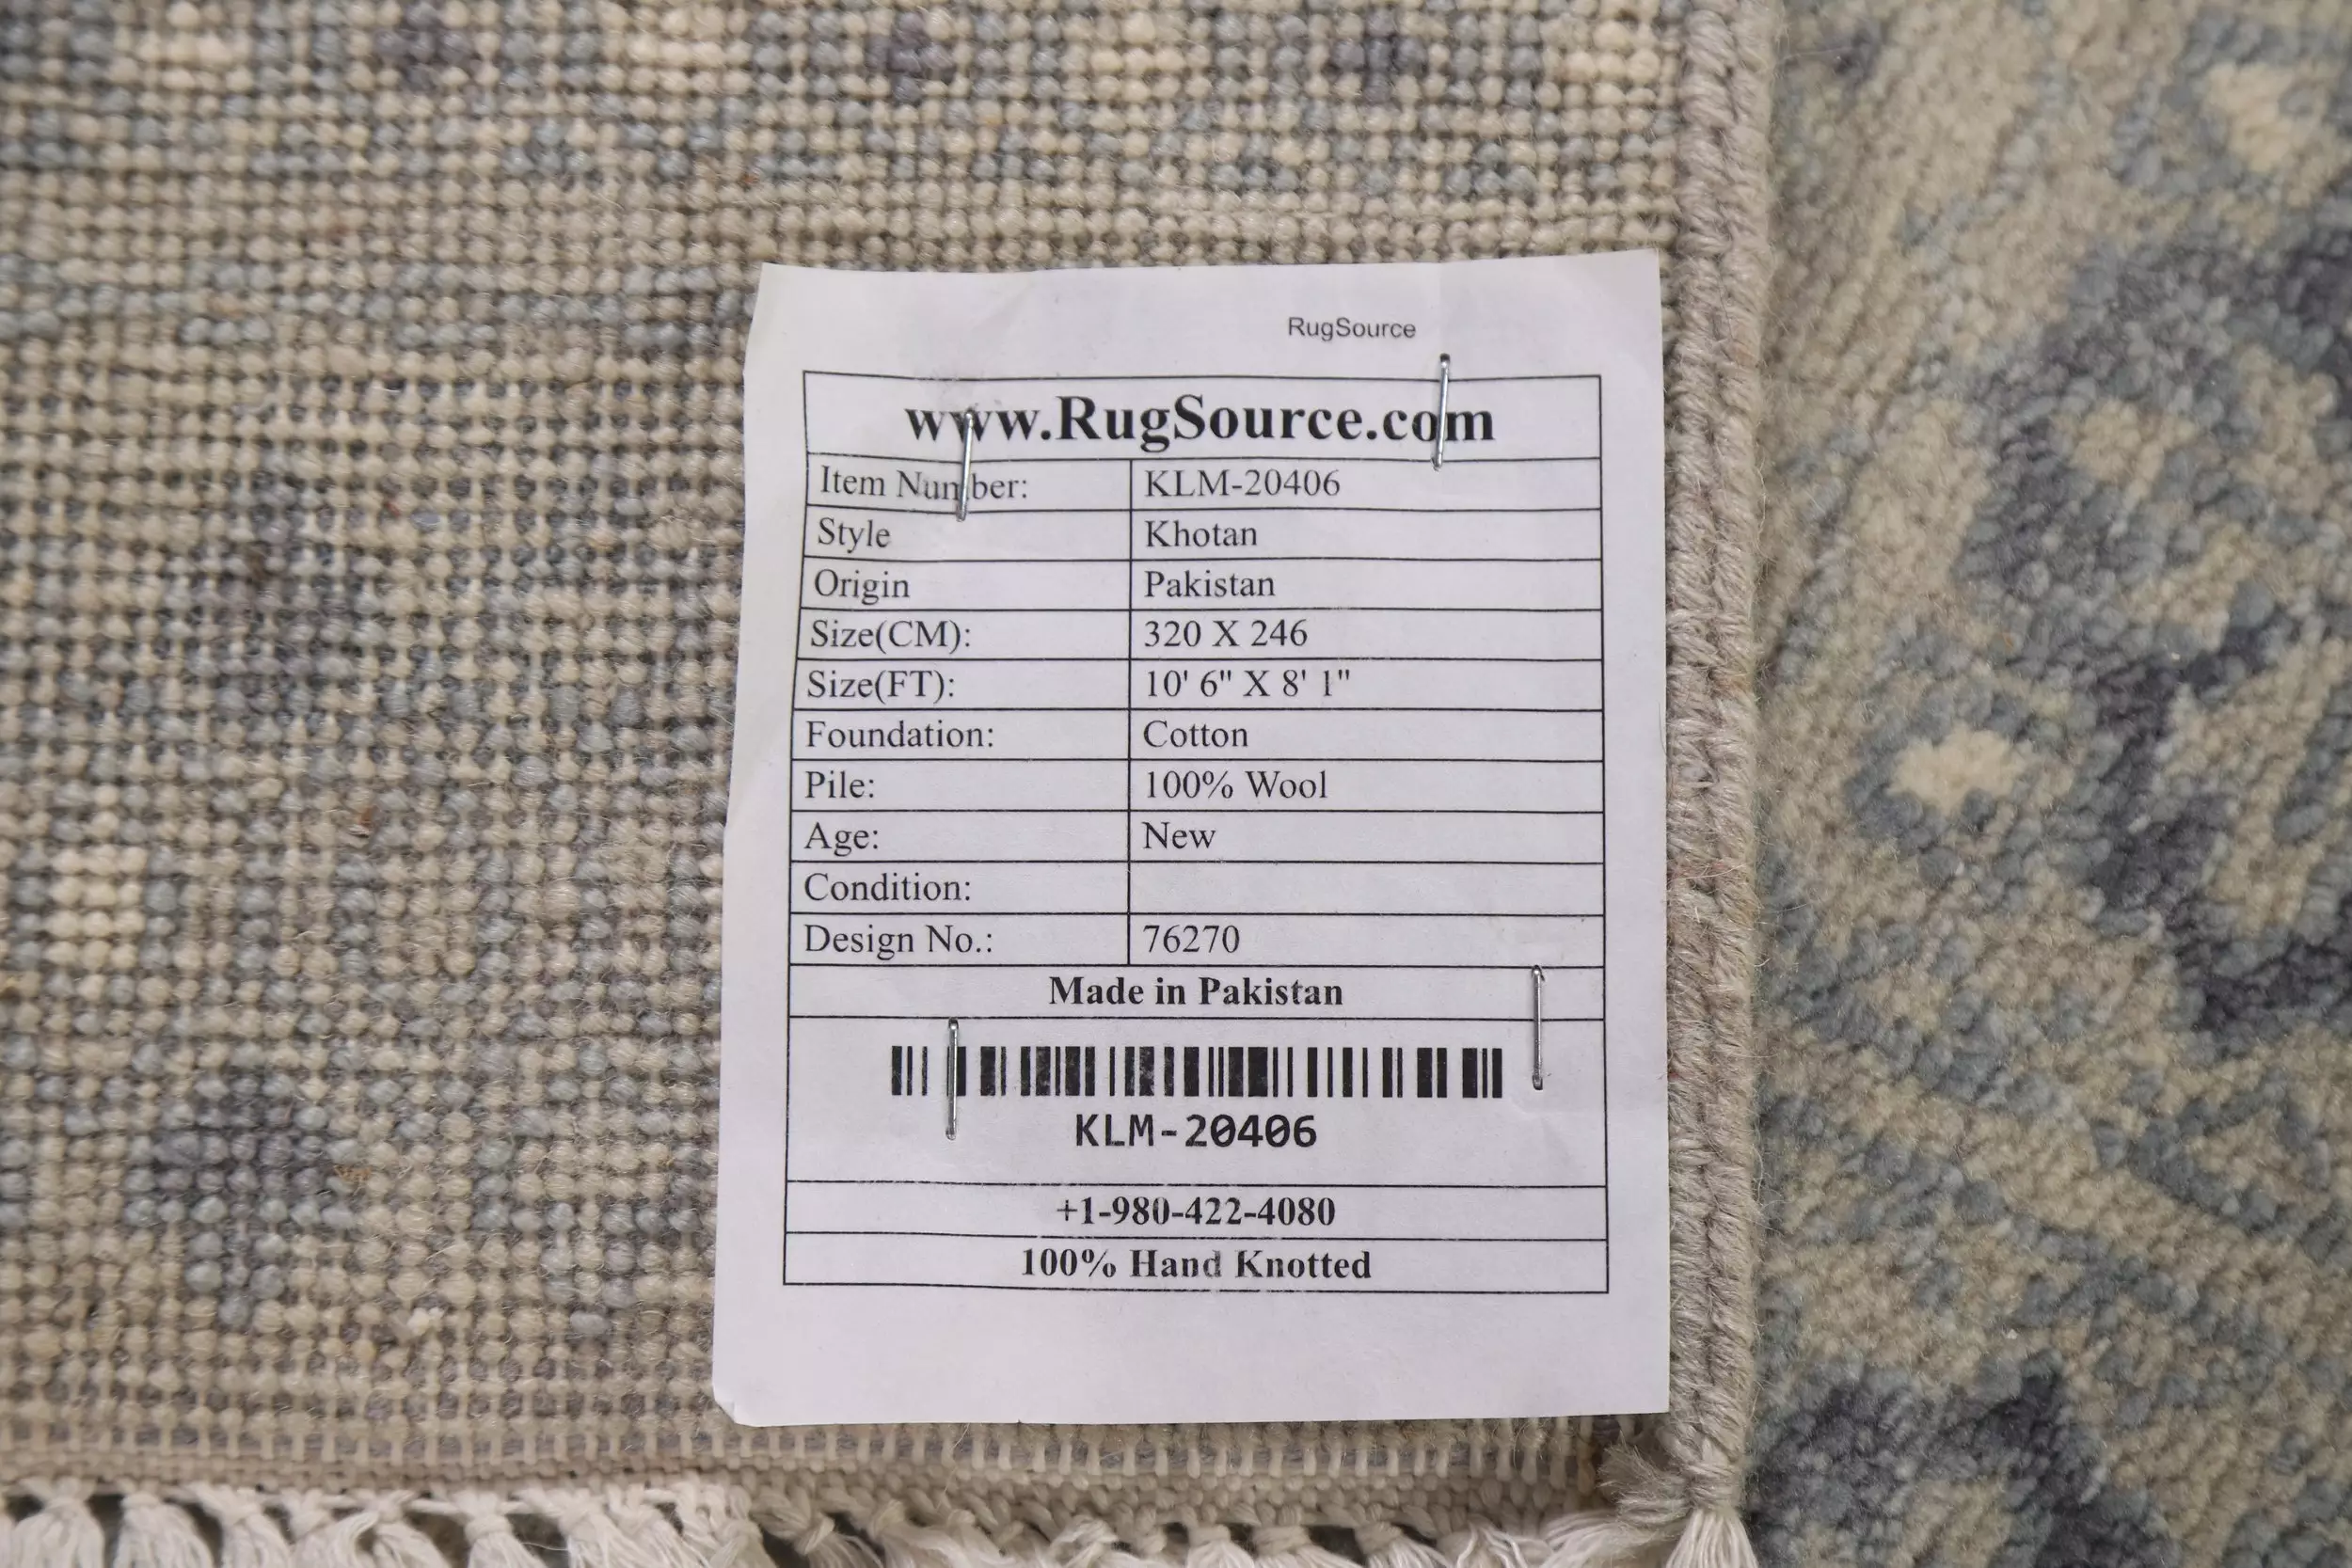 RugSource
www.RugSource.com
Item Number: KLM-20406
Style Khotan
Origin Pakistan
Size(CM): 320 X 246
Size(FT): 10' 6" X 8' 1"
Foundation: Cotton
Pile: 100% Wool
Age: New
Condition:
Design No.: 76270
Made in Pakistan
KLM-20406
+1-980-422-4080
100% Hand Knotted